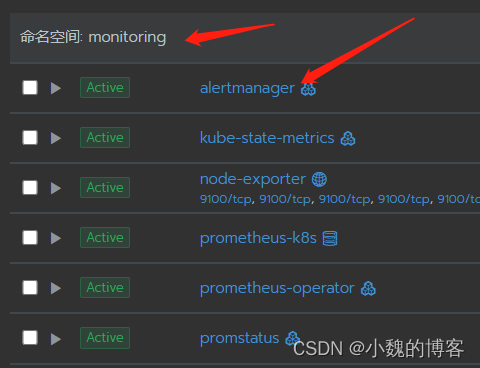 命名空间: monitoring
Active alertmanager
Active kube-state-metrics
Active node-exporter
9100/tcp, 9100/tcp, 9100/tcp, 9100/tcp, 9100/tcp
Active prometheus-k8s
Active prometheus-operator
Active promstatus
CSDN @小魏的博客